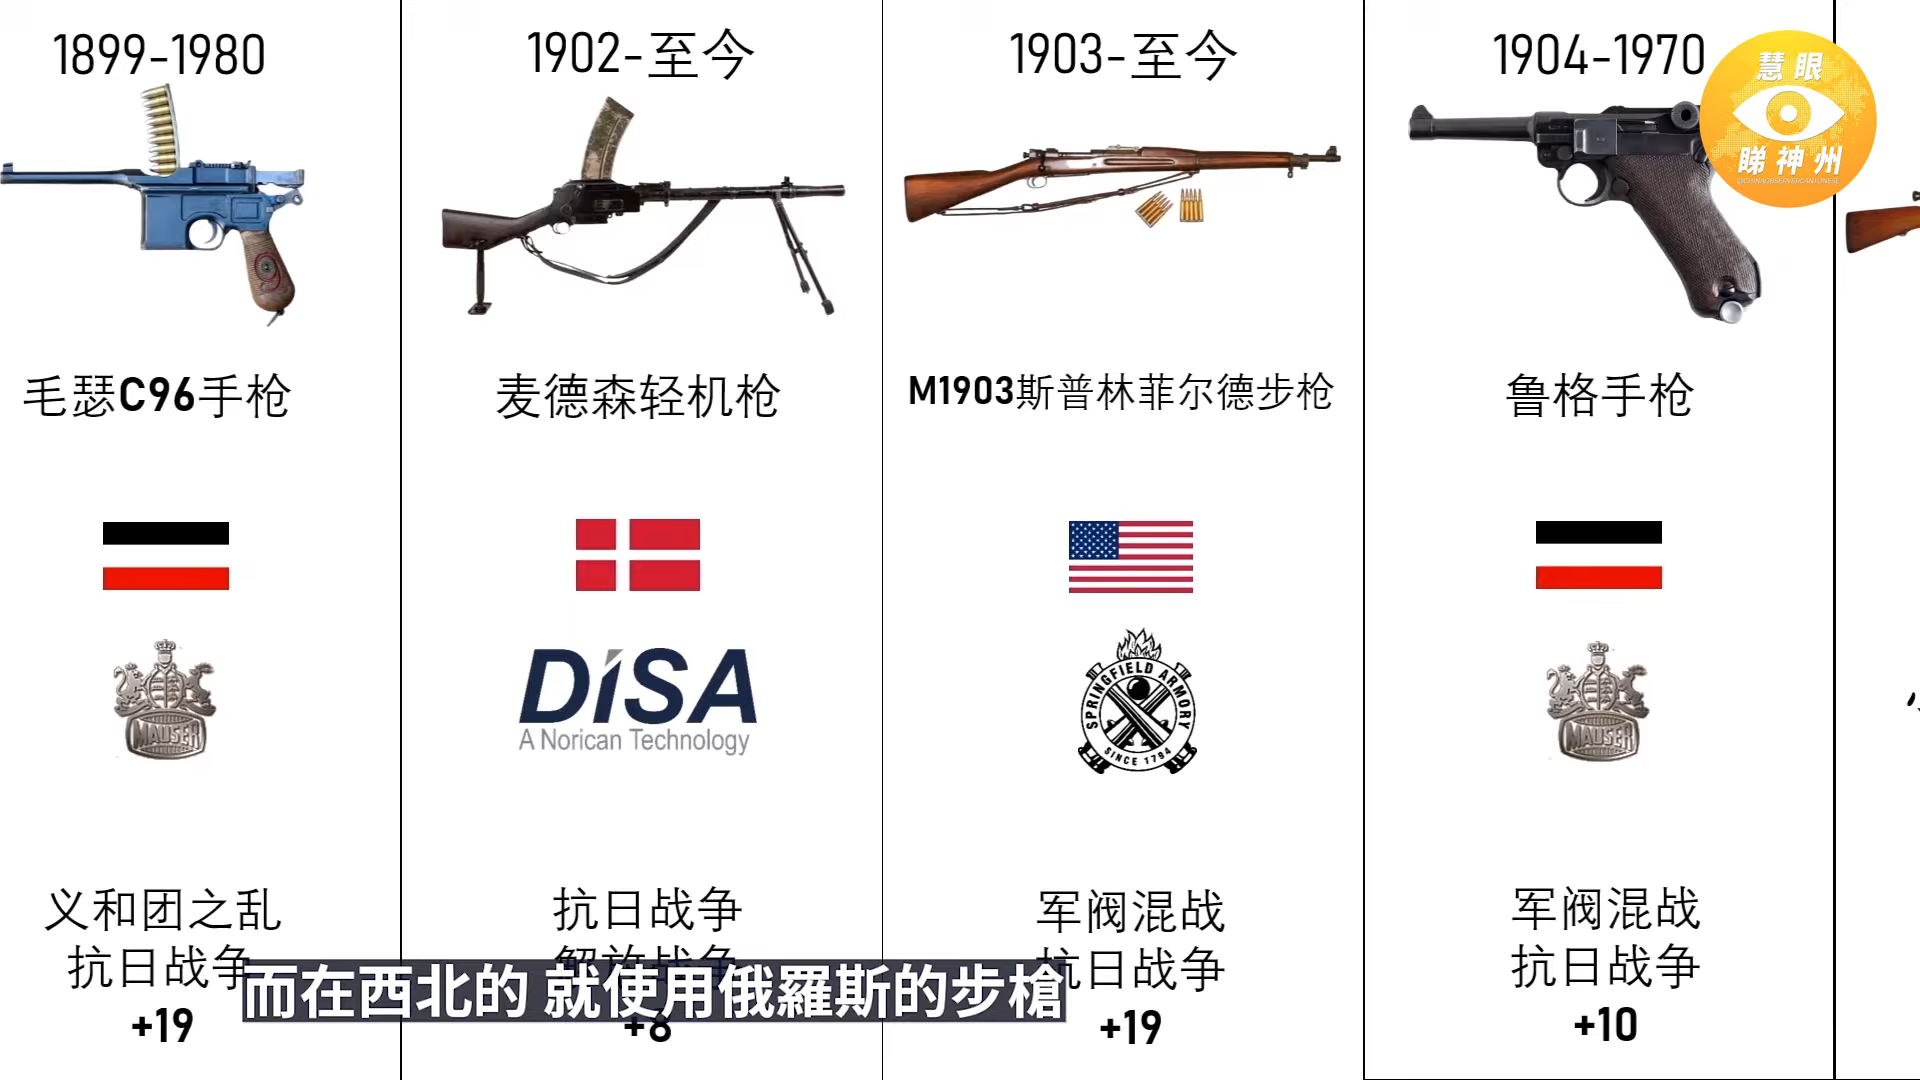 1899-1980
毛瑟C96手枪
MAUSER
义和团之乱
抗日战争
+19
1902-至今
麦德森轻机枪
DISA
A Norican Technology
抗日战争
解放战争
+8
1903-至今
M1903斯普林菲尔德步枪
SPRINGFIELD ARMORY
SINCE 1794
军阀混战
抗日战争
+19
1904-1970
鲁格手枪
MAUSER
军阀混战
抗日战争
+10
慧眼
睇神州
而在西北的 就使用俄羅斯的步槍